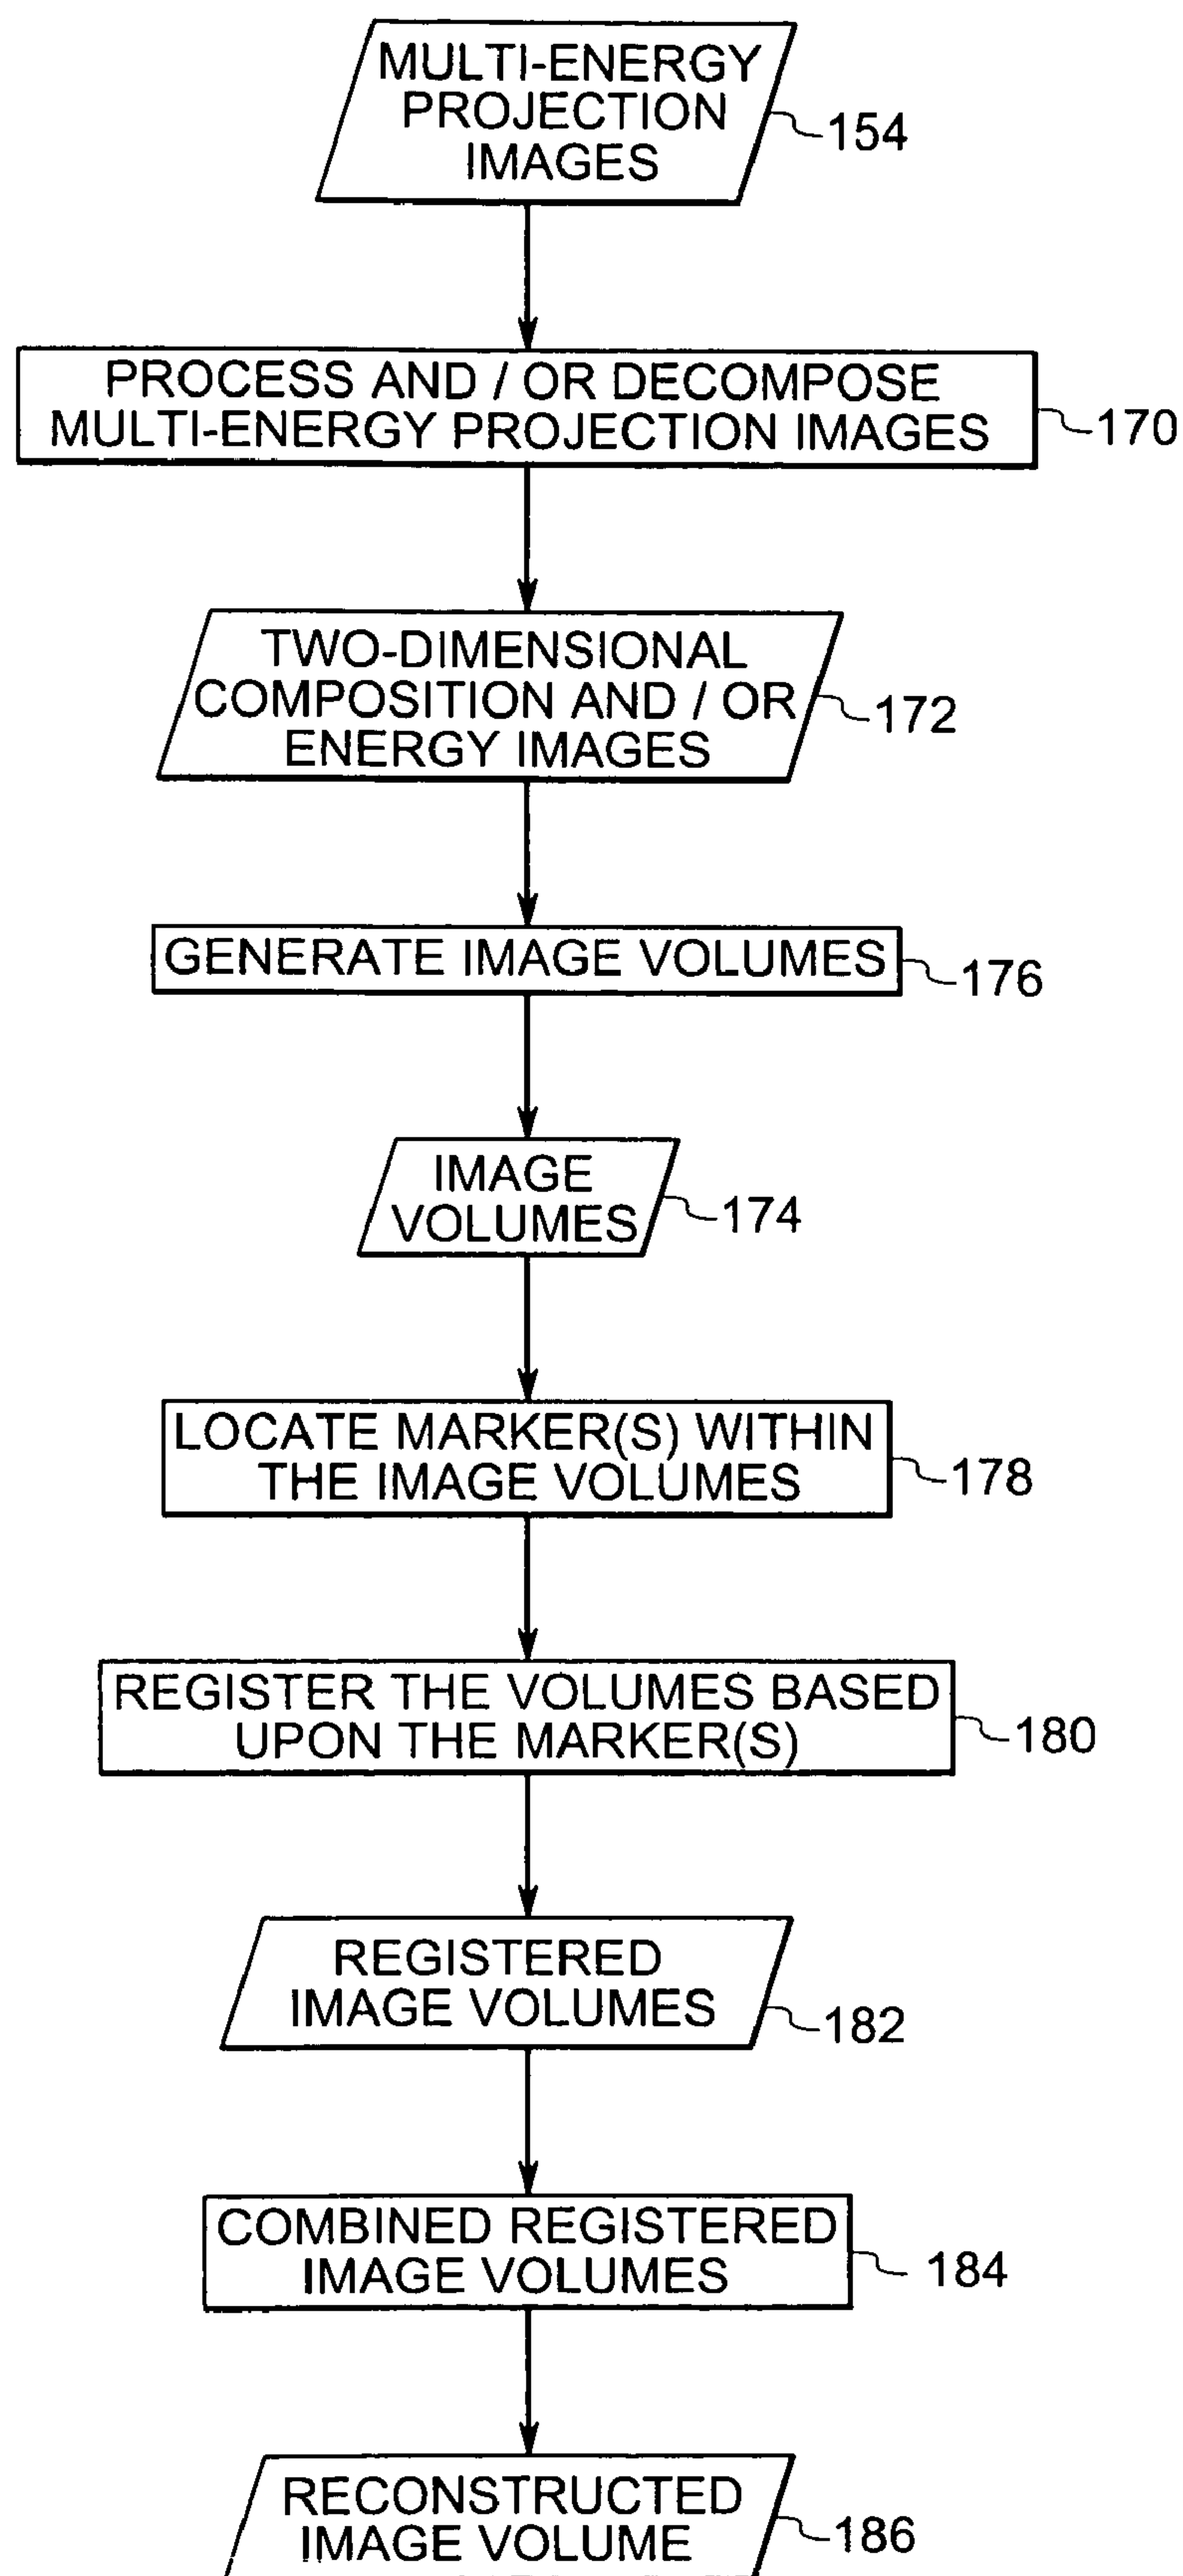 MULTI-ENERGY
PROJECTION
IMAGES
154
PROCESS AND / OR DECOMPOSE
MULTI-ENERGY PROJECTION IMAGES
170
TWO-DIMENSIONAL
COMPOSITION AND / OR
ENERGY IMAGES
172
GENERATE IMAGE VOLUMES
176
IMAGE
VOLUMES
174
LOCATE MARKER(S) WITHIN
THE IMAGE VOLUMES
178
REGISTER THE VOLUMES BASED
UPON THE MARKER(S)
180
REGISTERED
IMAGE VOLUMES
182
COMBINED REGISTERED
IMAGE VOLUMES
184
RECONSTRUCTED
IMAGE VOLUME
186